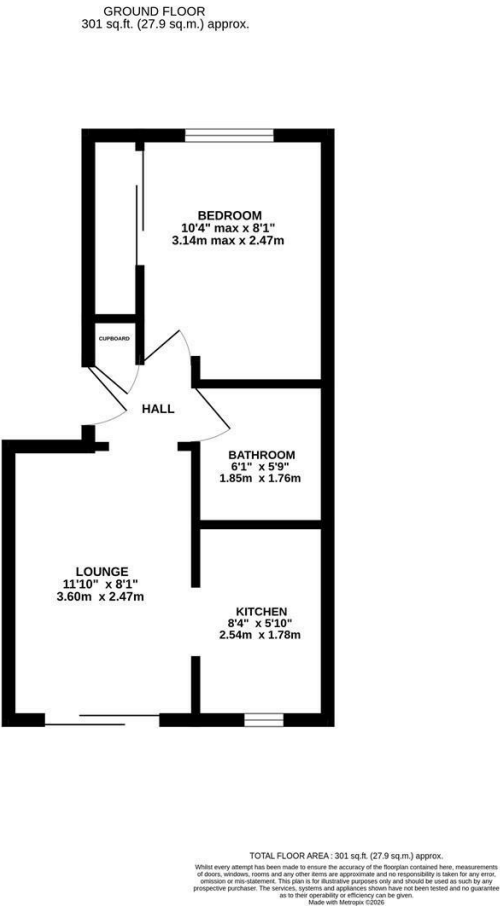 GROUND FLOOR
301 sq.ft. (27.9 sq.m.) approx.
BEDROOM
10'4" max x 8'1"
3.14m max x 2.47m
CUPBOARD
HALL
BATHROOM
6'1" x 5'9"
1.85m x 1.76m
LOUNGE
11'10" x 8'1"
3.60m x 2.47m
KITCHEN
8'4" x 5'10"
2.54m x 1.78m
TOTAL FLOOR AREA : 301 sq.ft. (27.9 sq.m.) approx.
Whilst every attempt has been made to ensure the accuracy of the floorplan contained here, measurements
of doors, windows, rooms and any other items are approximate and no responsibility is taken for any error,
omission or mis-statement. This plan is for illustrative purposes only and should be used as such by any
prospective purchaser. The services, systems and appliances shown have not been tested and no guarantee
as to their operability or efficiency can be given.
Made with Metropix ©2026